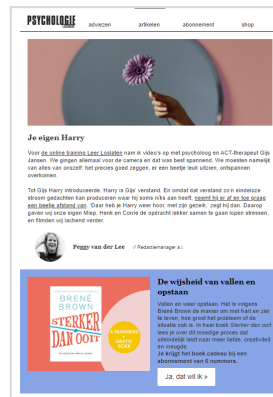 PSYCHOLOGIE
adviezen artikelen abonnement shop
Je eigen Harry
Voor de online training Leer Loslaten nam ik video's op met psycholoog en ACT-therapeut Gijs
Jansen. We gingen allemaal voor de camera en dat was best spannend. We moesten namelijk
van alles van onszelf: het precies goed zeggen, er een beetje leuk uitzien, ontspannen
overkomen.
Tot Gijs Harry introduceerde. Harry is Gijs' verstand. En omdat dat verstand zo'n eindeloze
stroom gedachten kan produceren waar hij soms niks aan heeft, neemt hij er af en toe graag
een beetje afstand van. 'Daar heb je Harry weer hoor, met zijn gezeik,' zegt hij dan. Daarop
gaven wij onze eigen Miep, Henk en Corrie de opdracht lekker samen te gaan lopen stressen,
en filmden wij lachend verder.
Peggy van der Lee // Redactiemanager a.i.
BRENÉ
BROWN
STERKER
DAN OOIT
6 NUMMERS
+ GRATIS
BOEK
De wijsheid van vallen en
opstaan
Vallen en weer opstaan. Het is volgens
Brené Brown de manier om met hart en ziel
te leven, hoe groot het probleem of de
situatie ook is. In haar boek Sterker dan ooit
lees je over dit moedige proces dat
uiteindelijk leidt naar meer liefde, creativiteit
en vreugde.
Je krijgt het boek cadeau bij een
abonnement van 6 nummers.
Ja, dat wil ik »